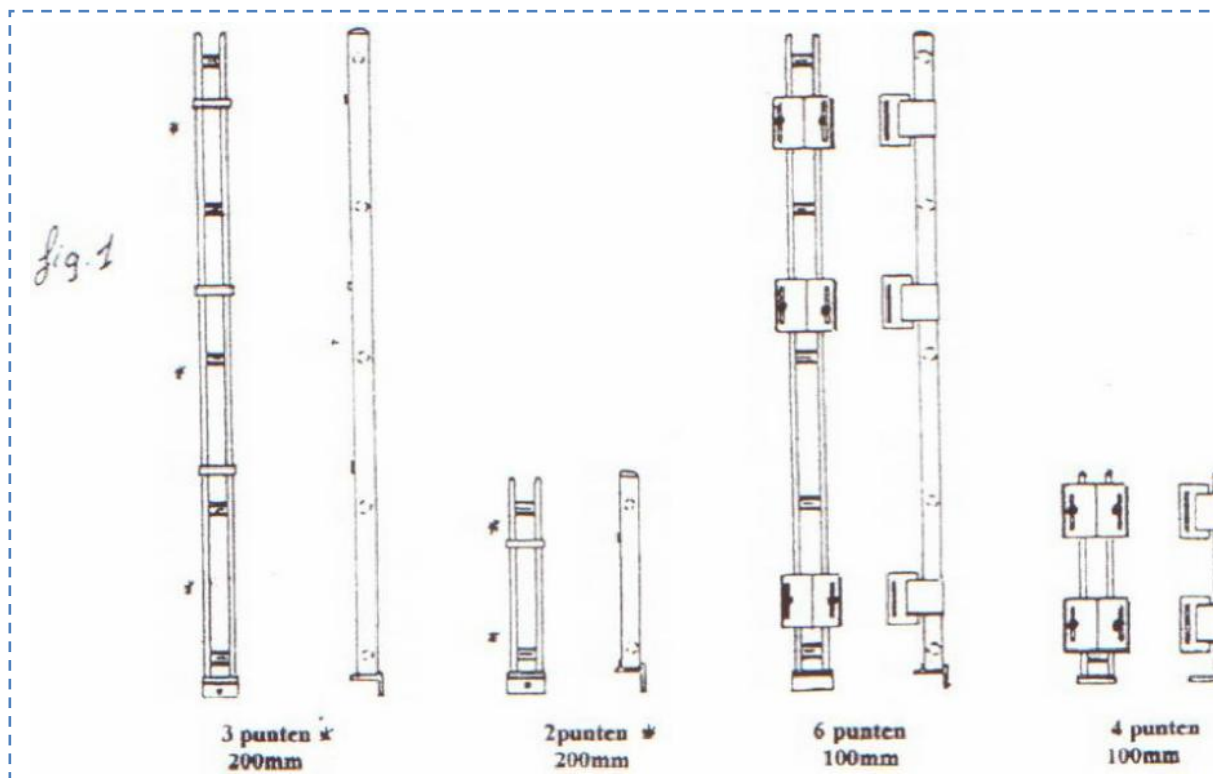 fig. 1
3 punten *
200mm
2punten *
200mm
6 punten
100mm
4 punten
100mm